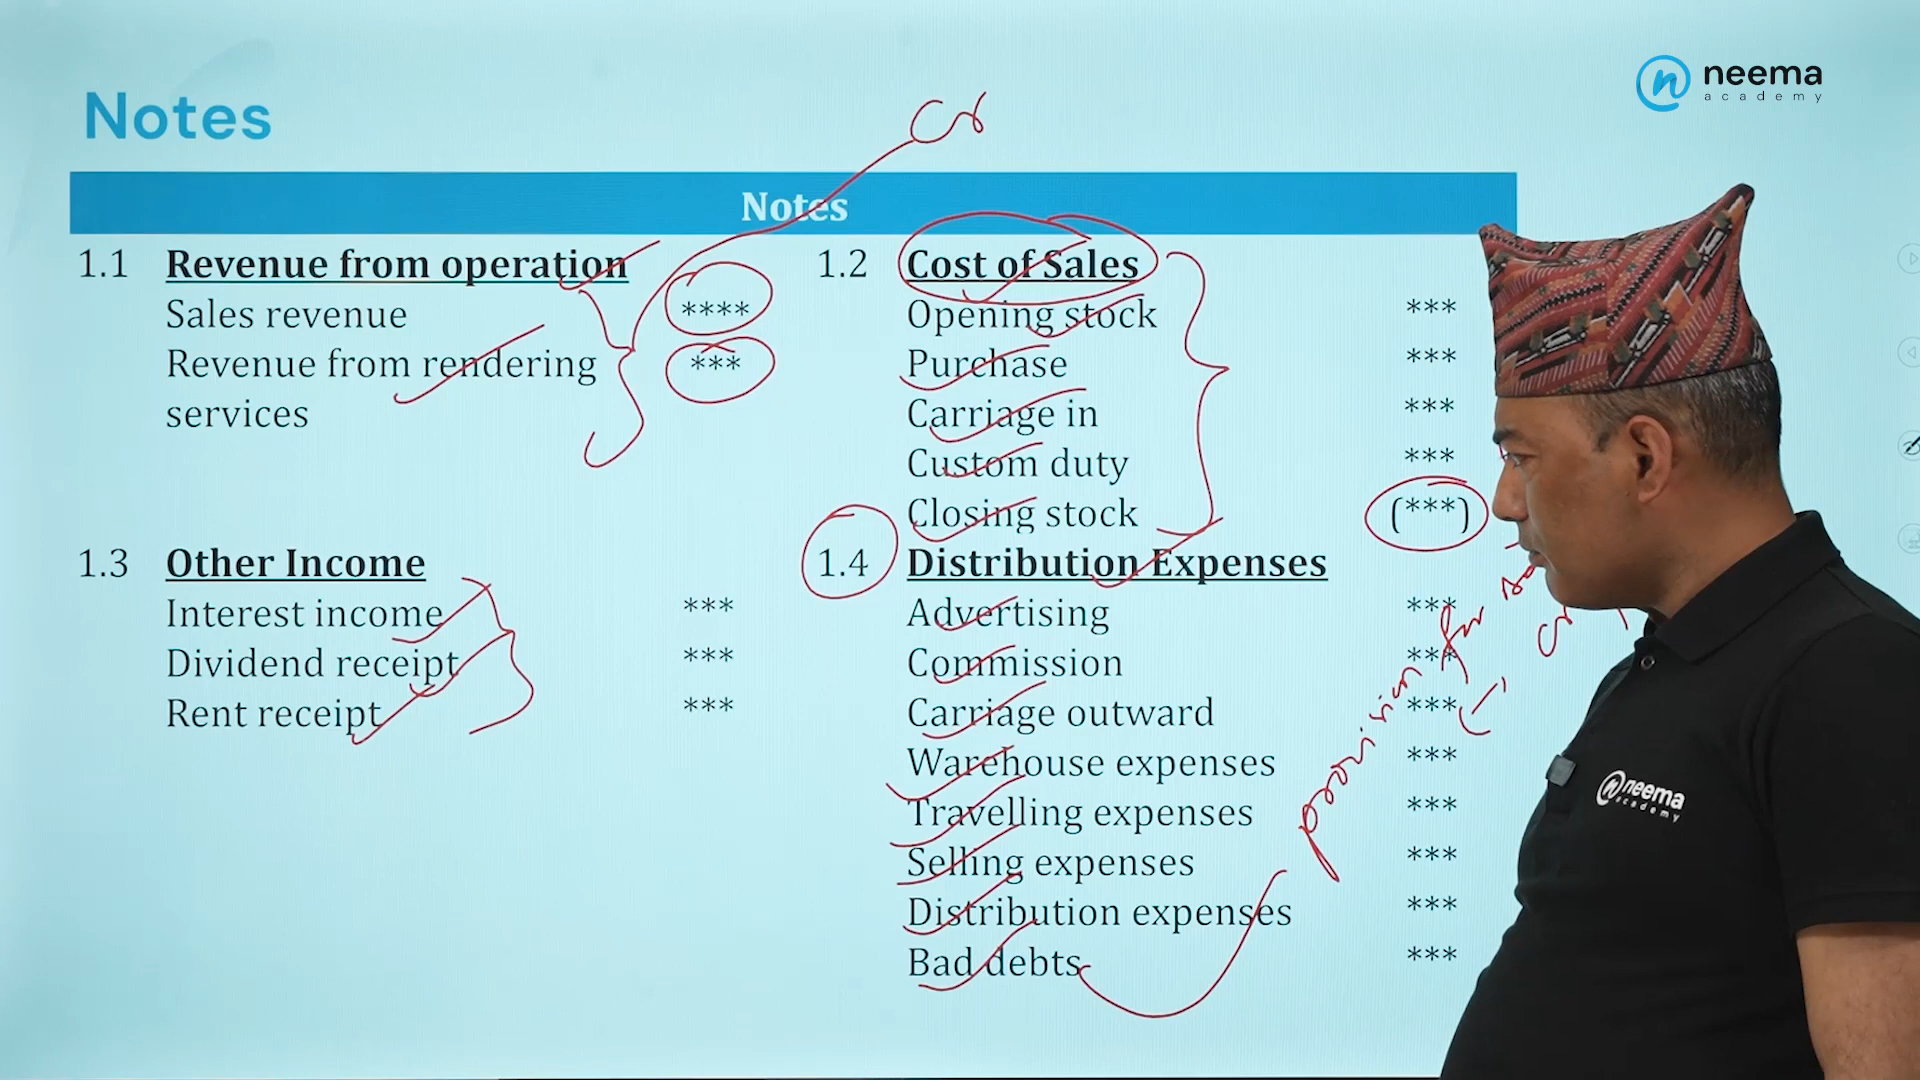 neema
academy
Notes
Cr
Notes
1.1 Revenue from operation
Sales revenue ****
Revenue from rendering ***
services
1.2 Cost of Sales
Opening stock ***
Purchase ***
Carriage in ***
Custom duty ***
Closing stock (***)
1.3 Other Income
Interest income ***
Dividend receipt ***
Rent receipt ***
1.4 Distribution Expenses
Advertising ***
Commission ***
Carriage outward ***
Warehouse expenses ***
Travelling expenses ***
Selling expenses ***
Distribution expenses ***
Bad debts ***
provision for
Cr
(-)
neema
academy